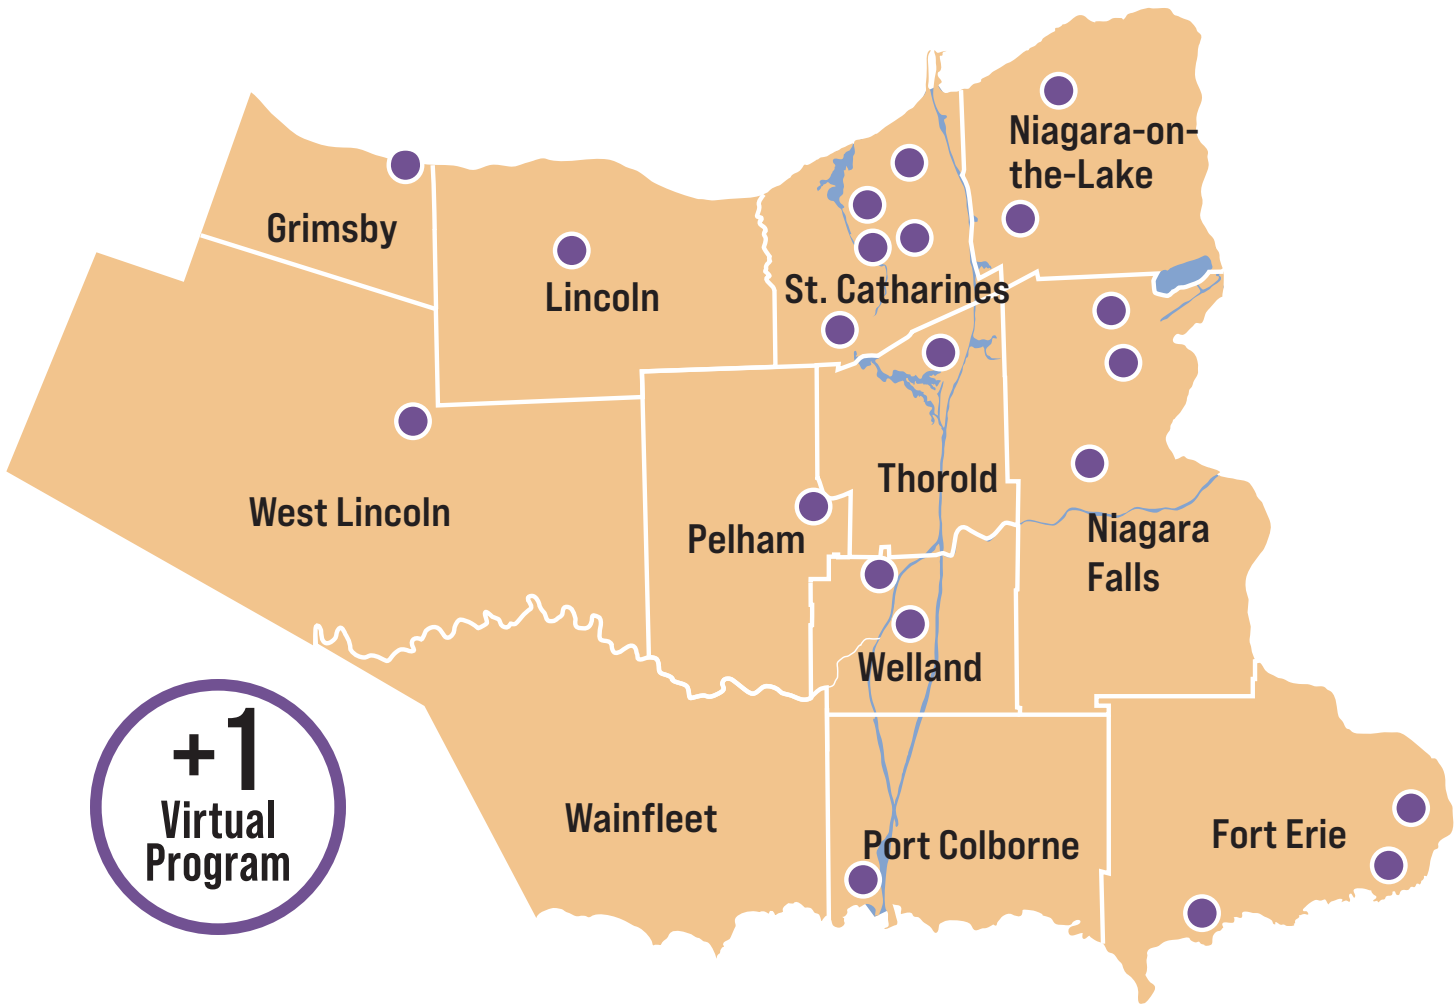 Niagara-on-
the-Lake
Grimsby
Lincoln
St. Catharines
West Lincoln
Thorold
Pelham
Niagara
Falls
Welland
+1
Virtual
Program
Wainfleet
Port Colborne
Fort Erie